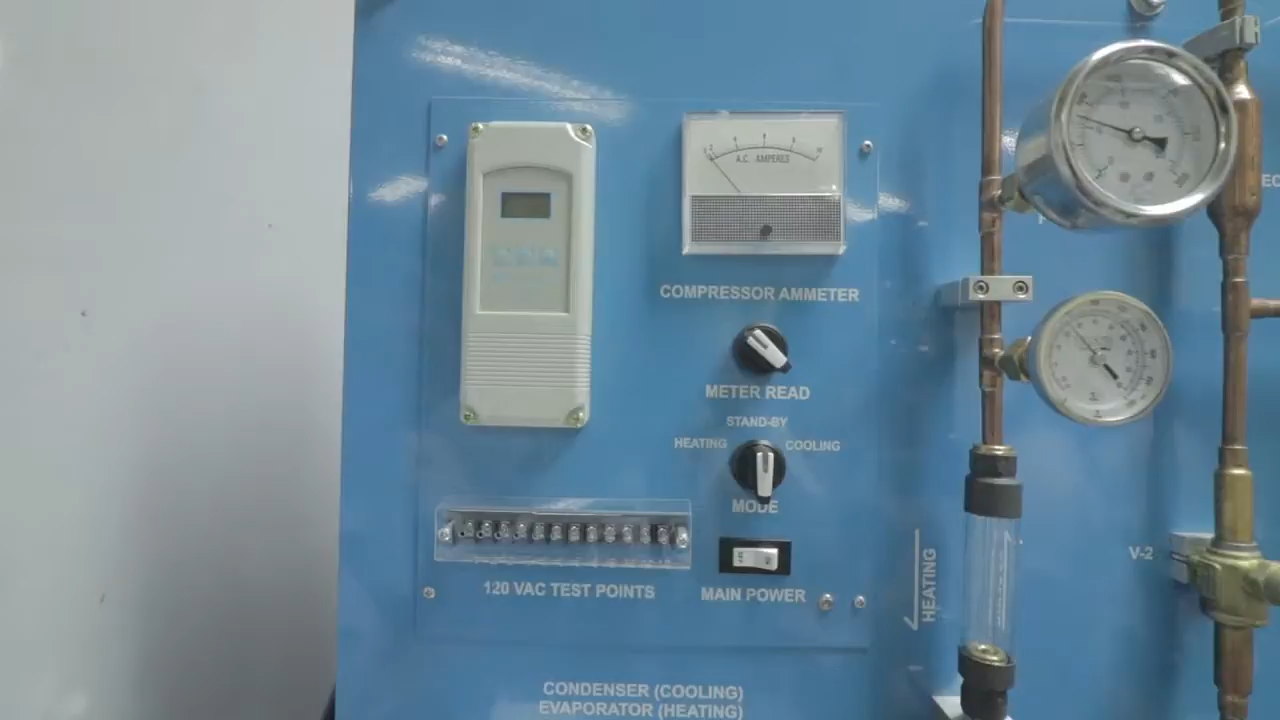 A.C. AMPERES
COMPRESSOR AMMETER
METER READ
STAND-BY
HEATING
COOLING
MODE
MAIN POWER
120 VAC TEST POINTS
HEATING
V-2
EC
CONDENSER (COOLING)
EVAPORATOR (HEATING)